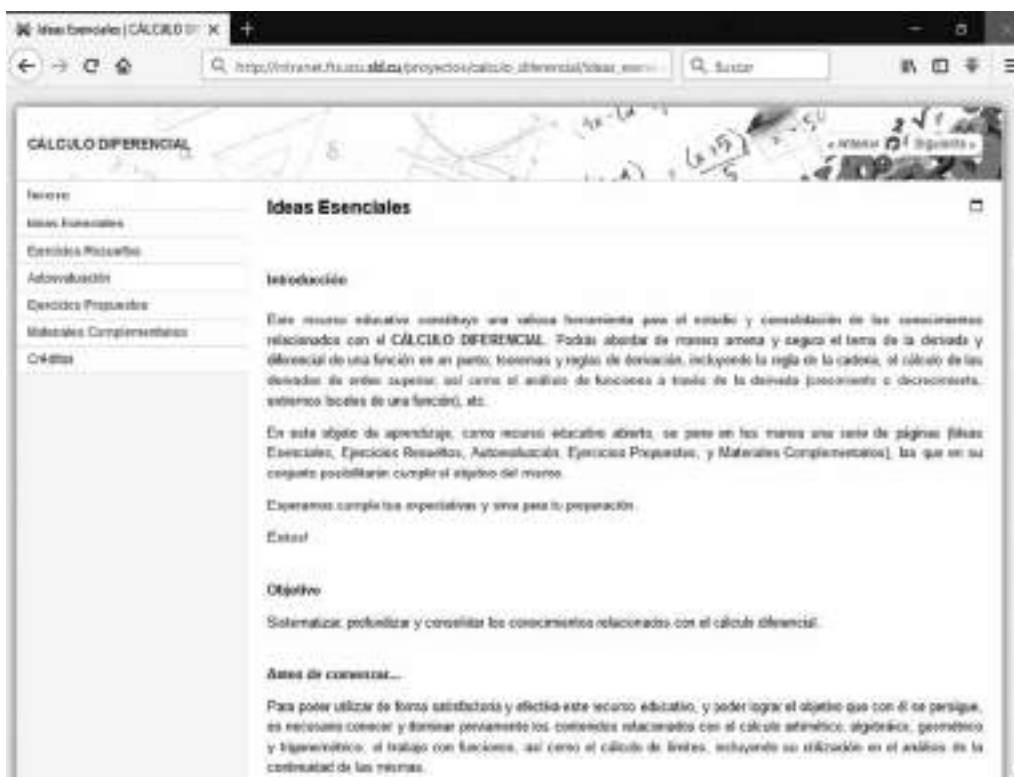 Ideas Esenciales | CÁLCULO DI
Buscar
CÁLCULO DIFERENCIAL
« Anterior Siguiente »
Ideas Esenciales
Ejercicios Resueltos
Autoevaluación
Ejercicios Propuestos
Materiales Complementarios
Créditos
Ideas Esenciales
Introducción
Este recurso educativo constituye una valiosa herramienta para el estudio y consolidación de los conocimientos
relacionados con el CÁLCULO DIFERENCIAL. Podrás abordar de manera amena y segura el tema de la derivada y
diferencial de una función en un punto, teoremas y reglas de derivación, incluyendo la regla de la cadena, el cálculo de las
derivadas de orden superior, así como el análisis de funciones a través de la derivada (crecimiento o decrecimiento,
extremos locales de una función), etc.
En este objeto de aprendizaje, como recurso educativo abierto, se pone en tus manos una serie de páginas (Ideas
Esenciales, Ejercicios Resueltos, Autoevaluación, Ejercicios Propuestos, y Materiales Complementarios), las que en su
conjunto posibilitarán cumplir el objetivo del mismo.
Esperamos cumpla tus expectativas y sirva para tu preparación.
Éxitos!
Objetivo
Sistematizar, profundizar y consolidar los conocimientos relacionados con el cálculo diferencial.
Antes de comenzar...
Para poder utilizar de forma satisfactoria y efectiva este recurso educativo, y poder lograr el objetivo que con él se persigue,
es necesario conocer y dominar previamente los contenidos relacionados con el cálculo aritmético, algebraico, geométrico
y trigonométrico, el trabajo con funciones, así como el cálculo de límites, incluyendo su utilización en el análisis de la
continuidad de las mismas.